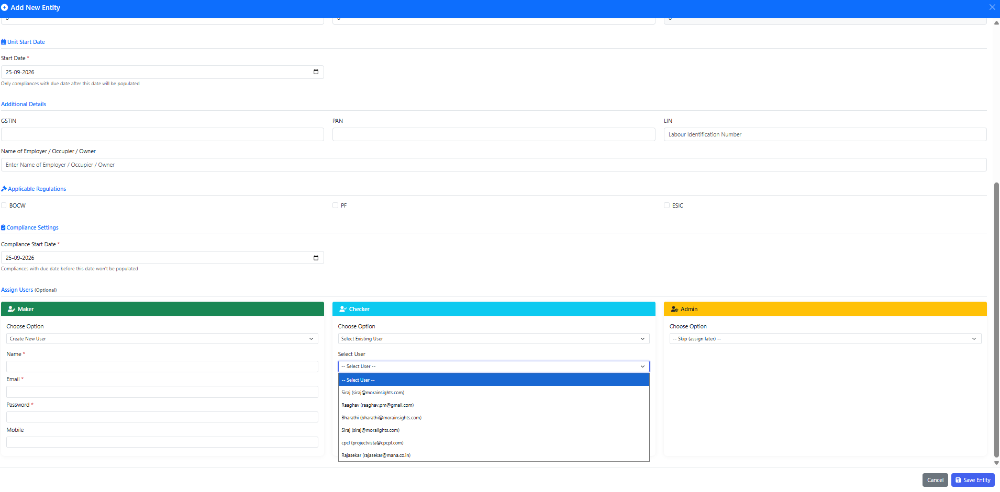 Add New Entity
Unit Start Date
Start Date *
25-09-2026
Only compliances with due date after this date will be populated
Additional Details
GSTIN
PAN
LIN
Labour Identification Number
Name of Employer / Occupier / Owner
Enter Name of Employer / Occupier / Owner
Applicable Regulations
BOCW
PF
ESIC
Compliance Settings
Compliance Start Date *
25-09-2026
Compliances with due date before this date won't be populated
Assign Users (Optional)
Maker
Choose Option
Create New User
Name *
Email *
Password *
Mobile
Checker
Choose Option
Select Existing User
Select User
-- Select User --
-- Select User --
Siraj (siraj@morainsights.com)
Raaghav (raaghav.pm@gmail.com)
Bharathi (bharathi@morainsights.com)
Siraj (siraj@moralights.com)
cpcl (projectvista@cpcpl.com)
Rajasekar (rajasekar@mana.co.in)
Admin
Choose Option
-- Skip (assign later) --
Cancel
Save Entity